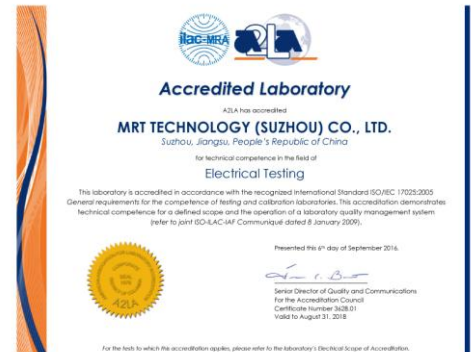 ilac-MRA
A2LA
Accredited Laboratory
A2LA has accredited
MRT TECHNOLOGY (SUZHOU) CO., LTD.
Suzhou, Jiangsu, People's Republic of China
for technical competence in the field of
Electrical Testing
This laboratory is accredited in accordance with the recognized International Standard ISO/IEC 17025:2005
General requirements for the competence of testing and calibration laboratories. This accreditation demonstrates
technical competence for a defined scope and the operation of a laboratory quality management system
(refer to joint ISO-ILAC-IAF Communiqué dated 8 January 2009).
Presented this 6th day of September 2016.
Senior Director of Quality and Communications
For the Accreditation Council
Certificate Number 3628.01
Valid to August 31, 2018
CORPORATE
SEAL
1978
A2LA
For the tests to which this accreditation applies, please refer to the laboratory's Electrical Scope of Accreditation.